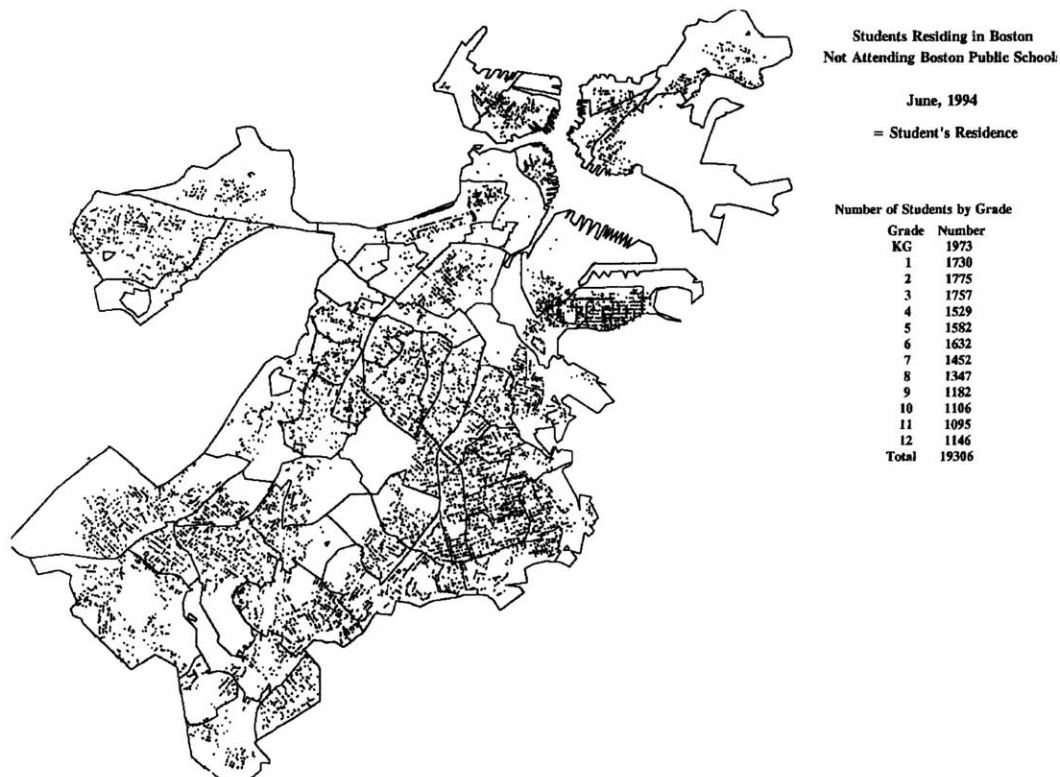 Students Residing in Boston
Not Attending Boston Public School
June, 1994
= Student's Residence
Number of Students by Grade
Grade Number
KG 1973
1 1730
2 1775
3 1757
4 1529
5 1582
6 1632
7 1452
8 1347
9 1182
10 1106
11 1095
12 1146
Total 19306